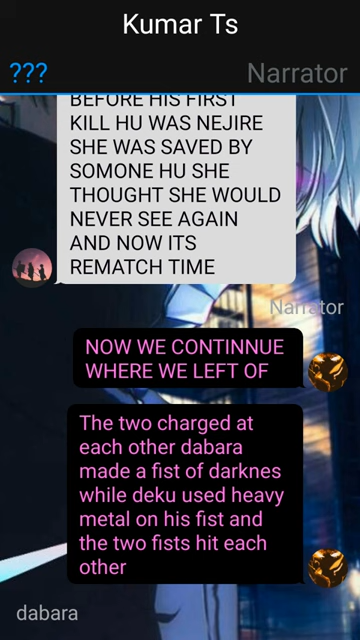 Kumar Ts
???
Narrator
BEFORE HIS FIRST
KILL HU WAS NEJIRE
SHE WAS SAVED BY
SOMONE HU SHE
THOUGHT SHE WOULD
NEVER SEE AGAIN
AND NOW ITS
REMATCH TIME
Narrator
NOW WE CONTINNUE
WHERE WE LEFT OF
The two charged at
each other dabara
made a fist of darknes
while deku used heavy
metal on his fist and
the two fists hit each
other
dabara